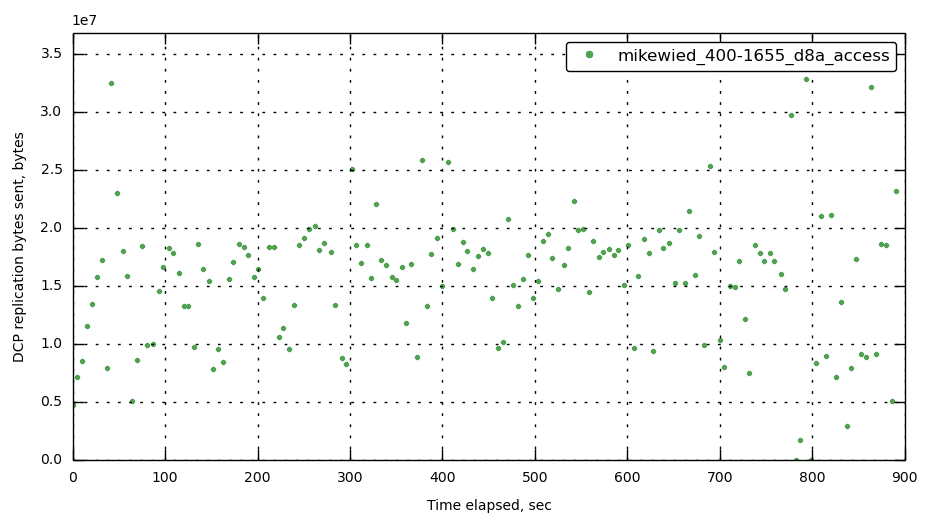 1e7
mikewied_400-1655_d8a_access
3.5
3.0
2.5
2.0
1.5
1.0
0.5
0.0
DCP replication bytes sent, bytes
0 100 200 300 400 500 600 700 800 900
Time elapsed, sec